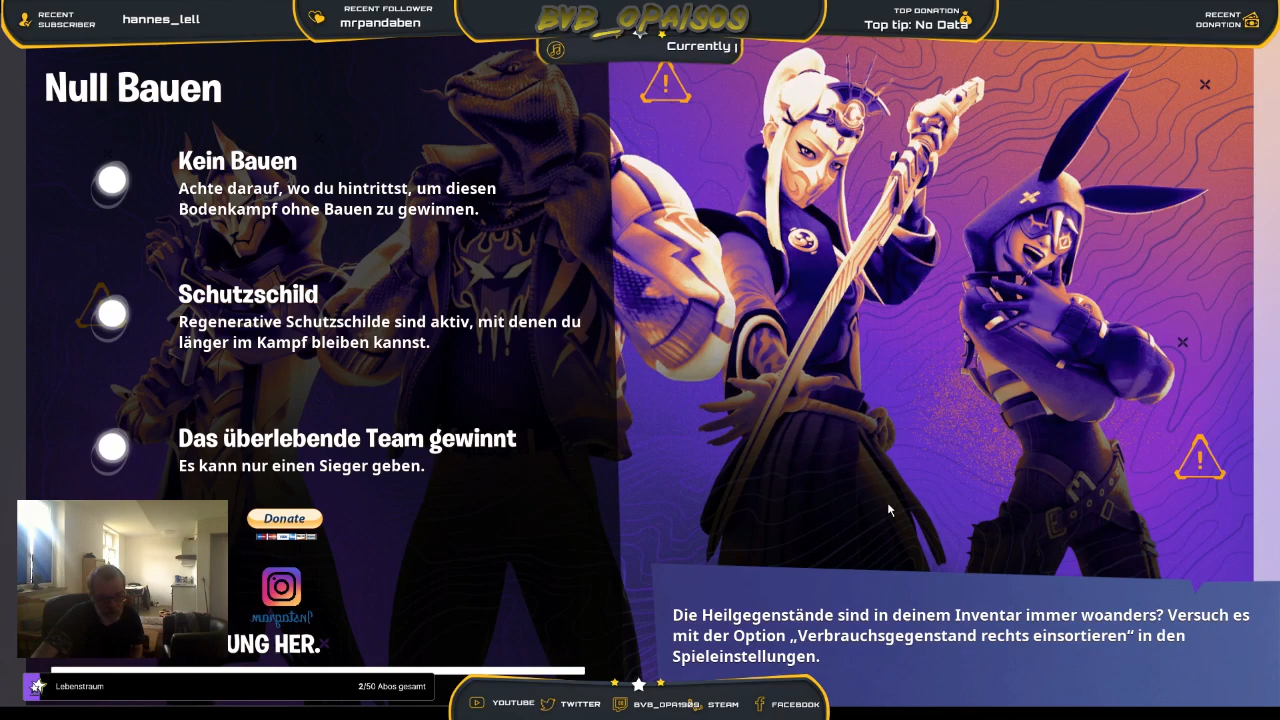 RECENT
SUBSCRIBER
hannes_lell
RECENT FOLLOWER
mrpandaben
BVB_OPA1909
Currently
TOP DONATION
Top tip: No Data
RECENT
DONATION
Null Bauen
Kein Bauen
Achte darauf, wo du hintrittst, um diesen
Bodenkampf ohne Bauen zu gewinnen.
Schutzschild
Regenerative Schutzschilde sind aktiv, mit denen du
länger im Kampf bleiben kannst.
Das überlebende Team gewinnt
Es kann nur einen Sieger geben.
Donate
Instagram
UNG HER.
Lebenstraum
2/50 Abos gesamt
Die Heilgegenstände sind in deinem Inventar immer woanders? Versuch es
mit der Option „Verbrauchsgegenstand rechts einsortieren“ in den
Spieleinstellungen.
YOUTUBE
TWITTER
BVB_OPA1909
STEAM
FACEBOOK